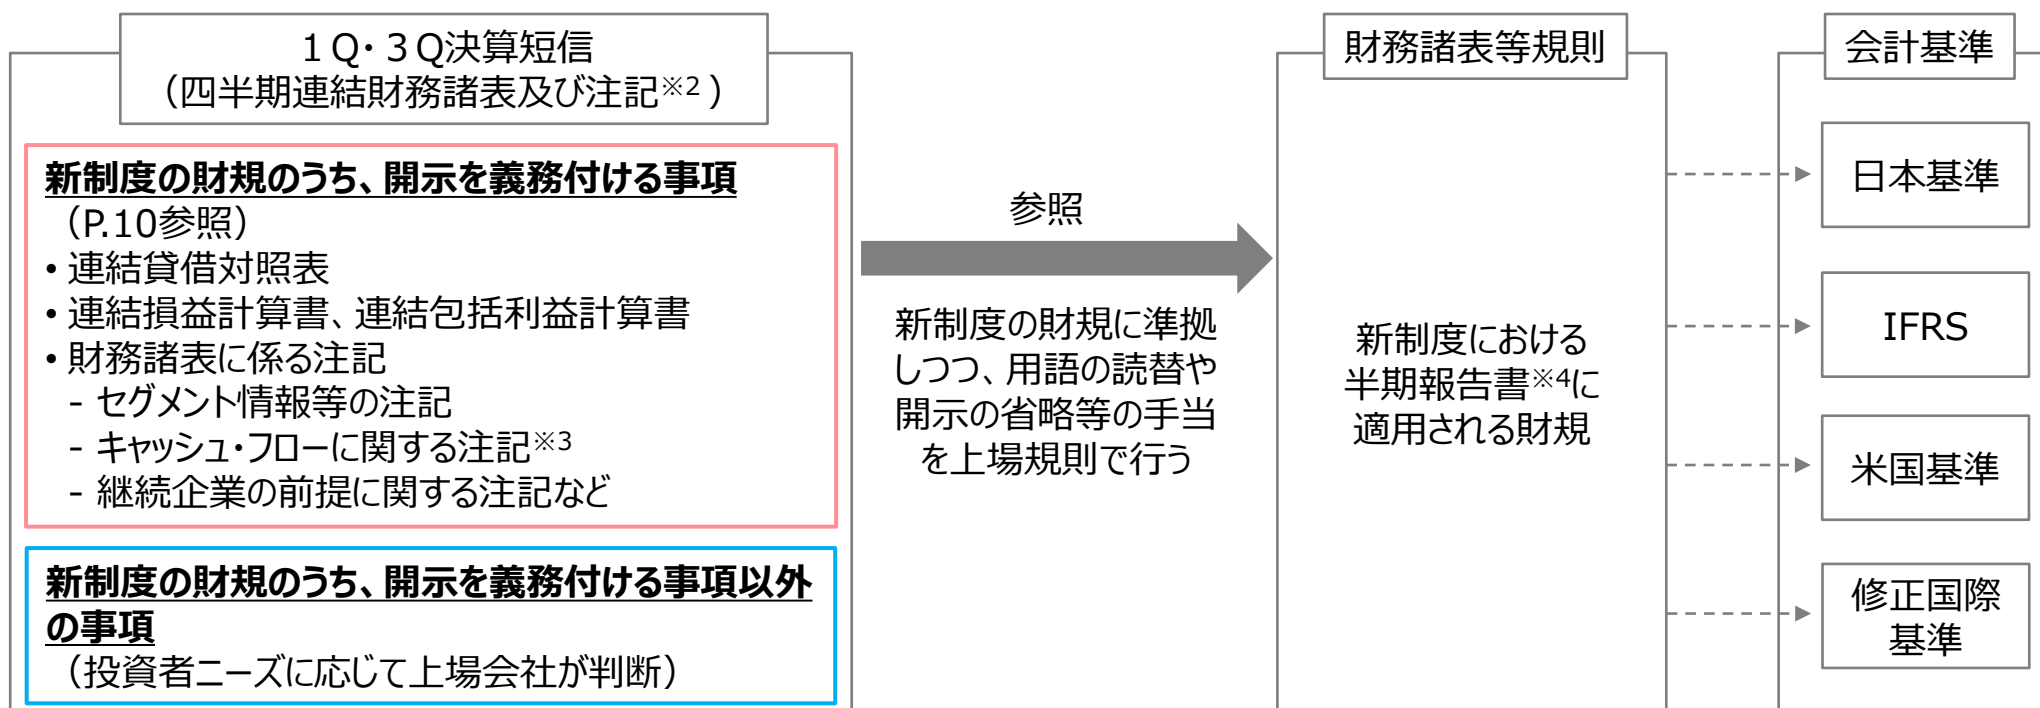 １Q・３Q決算短信
（四半期連結財務諸表及び注記※2）
新制度の財規のうち、開示を義務付ける事項
（P.10参照）
• 連結貸借対照表
• 連結損益計算書、連結包括利益計算書
• 財務諸表に係る注記
- セグメント情報等の注記
- キャッシュ・フローに関する注記※3
- 継続企業の前提に関する注記など
新制度の財規のうち、開示を義務付ける事項以外
の事項
（投資者ニーズに応じて上場会社が判断）
参照
新制度の財規に準拠
しつつ、用語の読替や
開示の省略等の手当
を上場規則で行う
財務諸表等規則
新制度における
半期報告書※4に
適用される財規
会計基準
日本基準
IFRS
米国基準
修正国際
基準